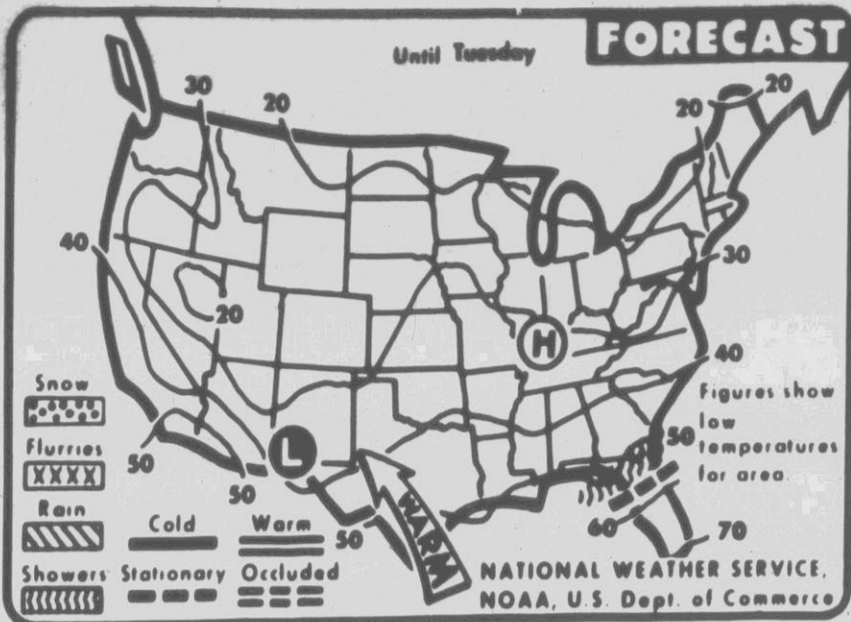 FORECAST
Until Tuesday
30
20
20
20
40
30
20
H
40
Snow
Figures show
low
temperatures
for area.
Flurries
50
50
L
50
Rain
Cold
Warm
50
WARM
60
70
Showers
Stationary
Occluded
NATIONAL WEATHER SERVICE,
NOAA, U.S. Dept. of Commerce